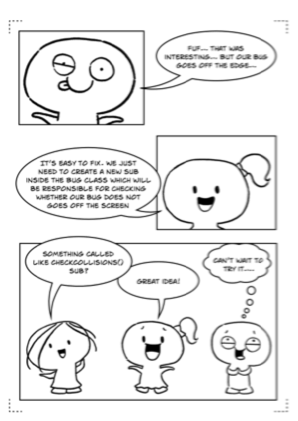 FUF... THAT WAS
INTERESTING... BUT OUR BUG
GOES OFF THE EDGE...
IT'S EASY TO FIX. WE JUST
NEED TO CREATE A NEW SUB
INSIDE THE BUG CLASS WHICH WILL
BE RESPONSIBLE FOR CHECKING
WHETHER OUR BUG DOES NOT
GOES OFF THE SCREEN
SOMETHING CALLED
LIKE CHECKCOLLISIONS()
SUB?
GREAT IDEA!
CAN'T WAIT TO
TRY IT.....